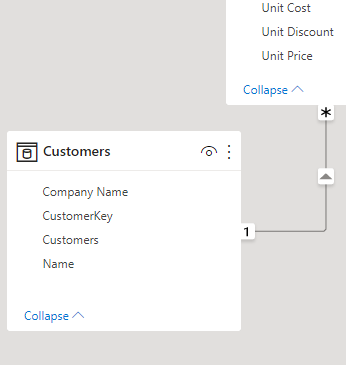 Unit Cost
Unit Discount
Unit Price
Collapse
*
Customers
Company Name
CustomerKey
Customers
Name
1
Collapse